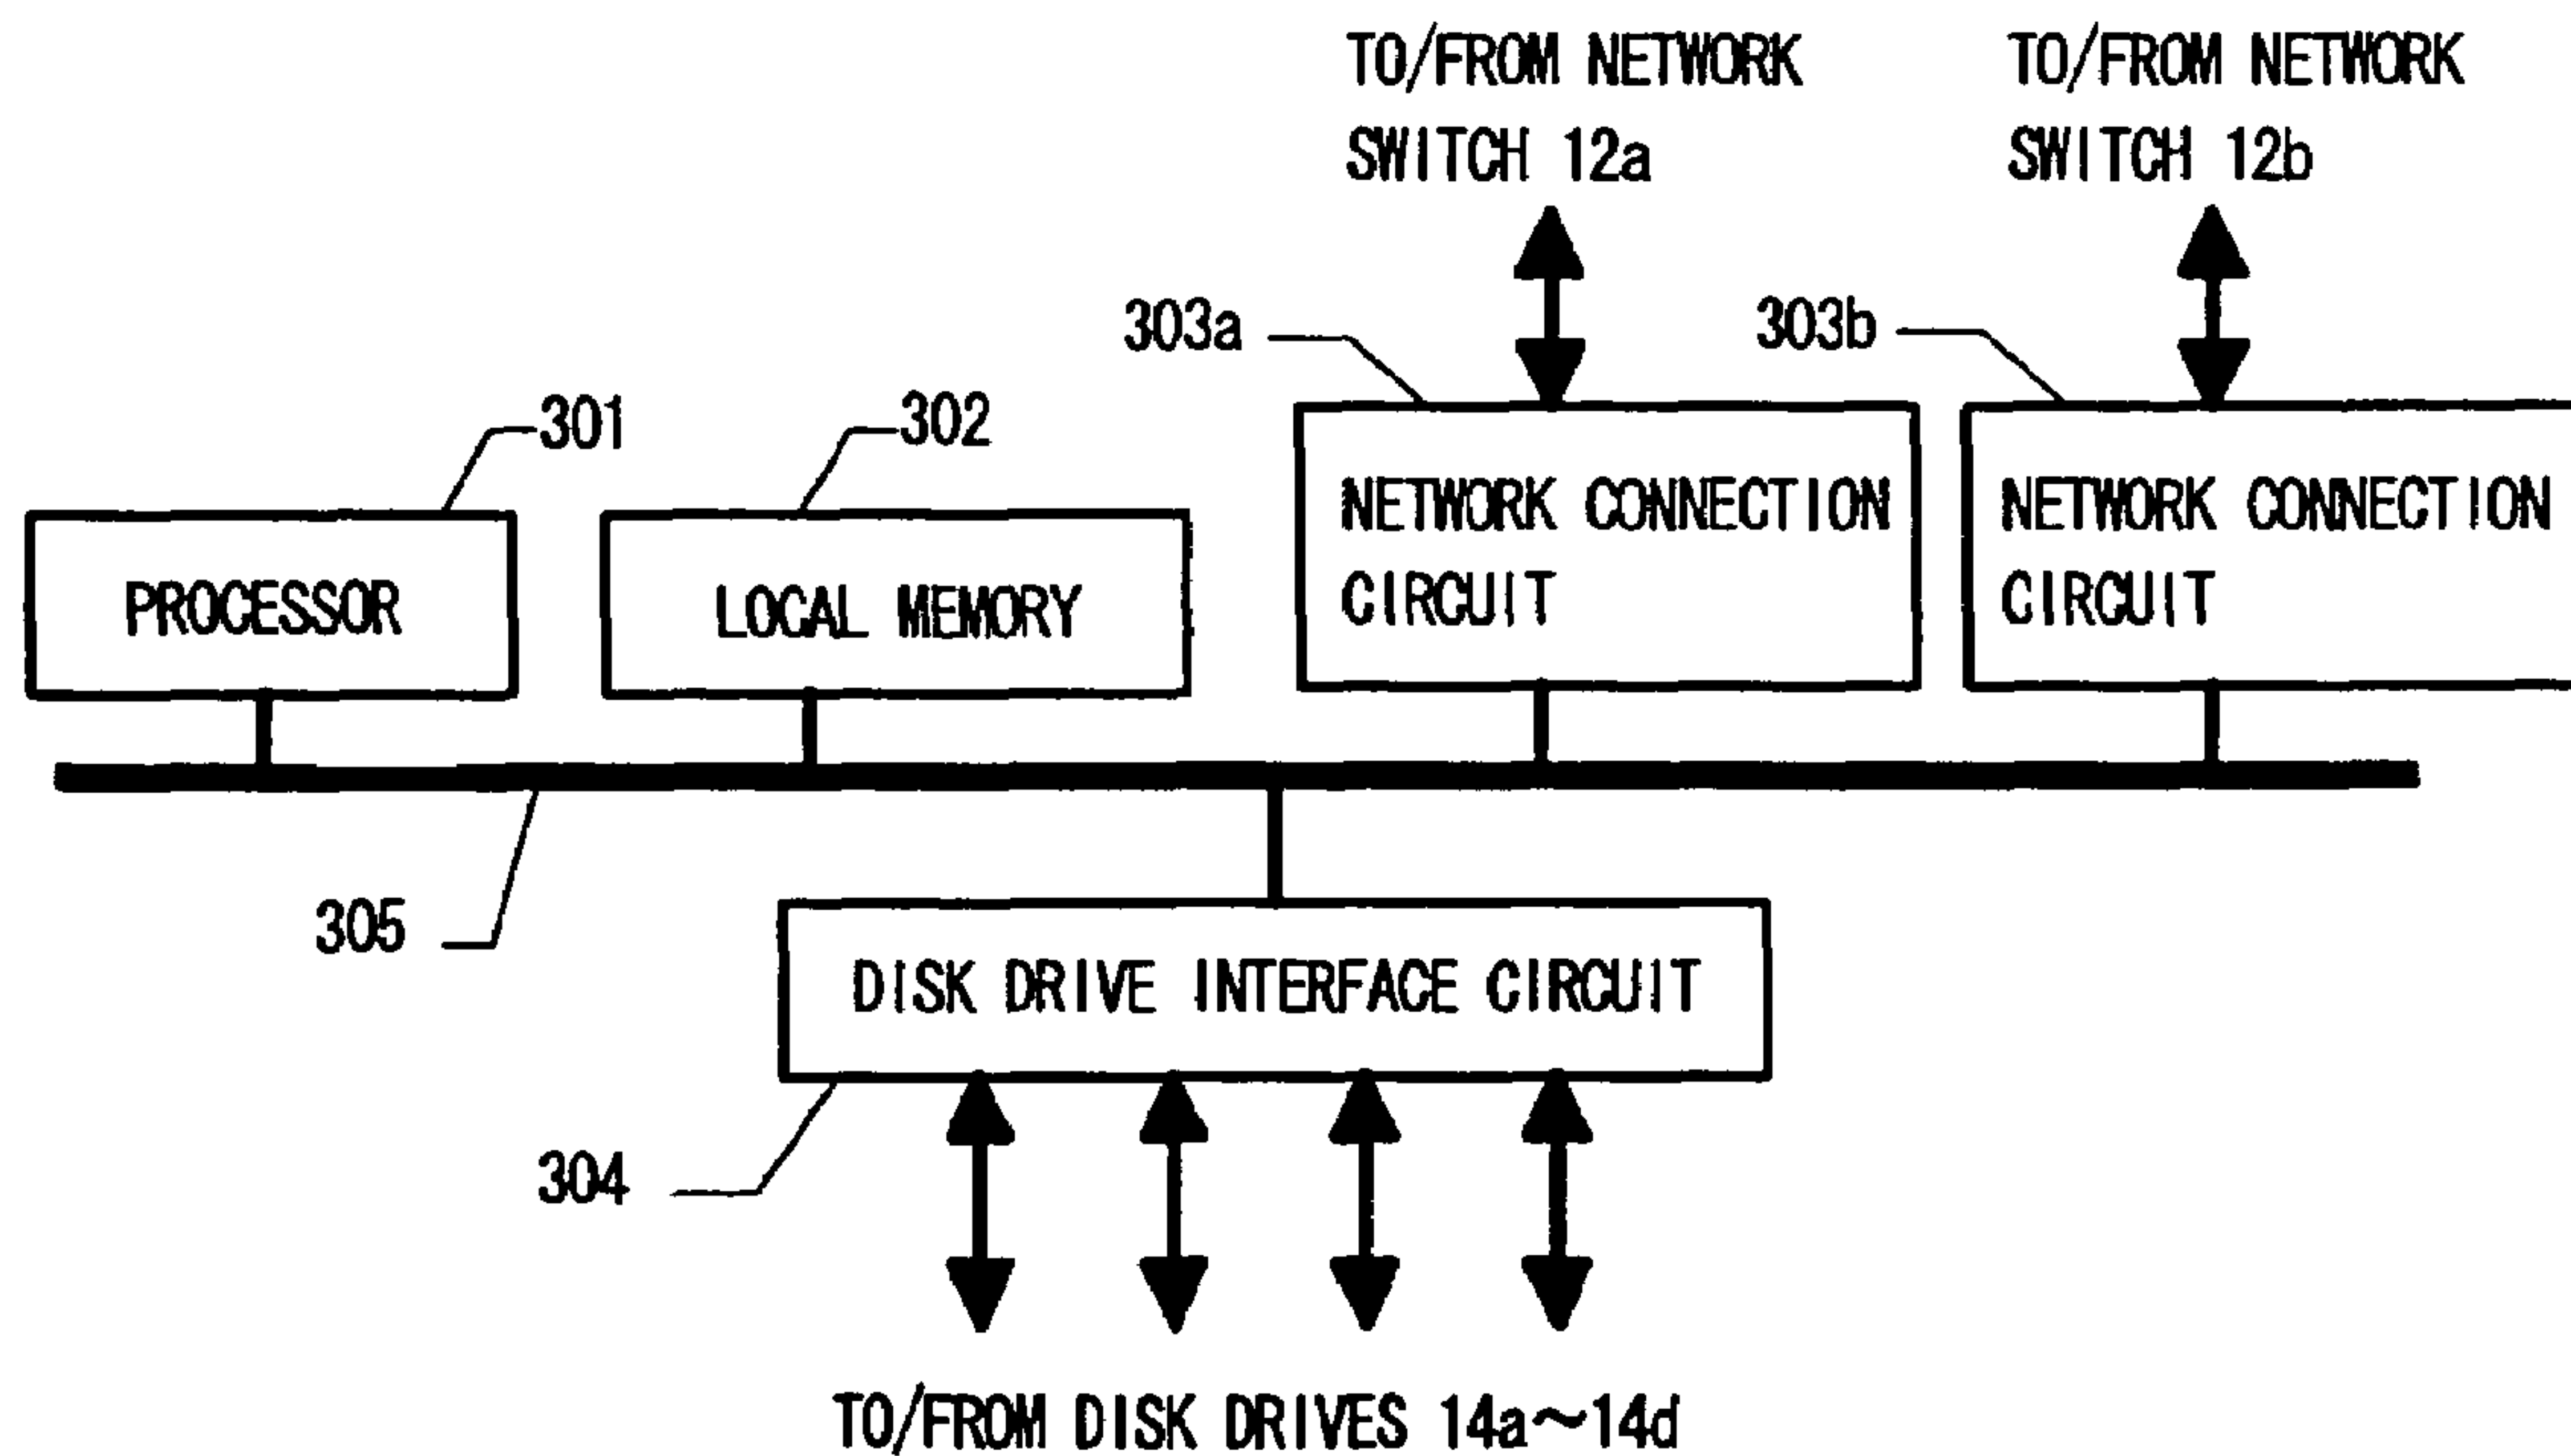 TO/FROM NETWORK
SWITCH 12a
TO/FROM NETWORK
SWITCH 12b
303a
303b
301
302
NETWORK CONNECTION
CIRCUIT
NETWORK CONNECTION
CIRCUIT
PROCESSOR
LOCAL MEMORY
305
DISK DRIVE INTERFACE CIRCUIT
304
TO/FROM DISK DRIVES 14a~14d